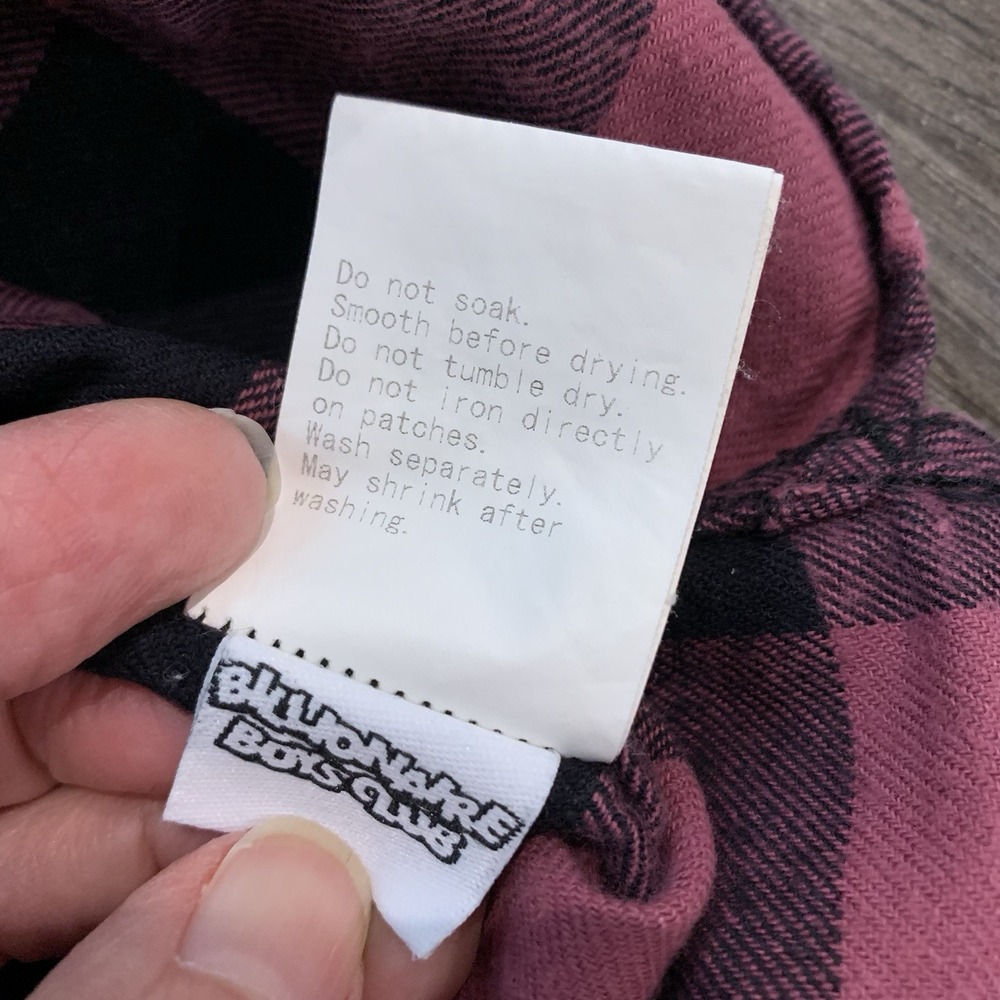 Do not soak.
Smooth before drying.
Do not tumble dry.
Do not iron directly
on patches.
Wash separately.
May shrink after
washing.
BILLIONAIRE
BOYS CLUB